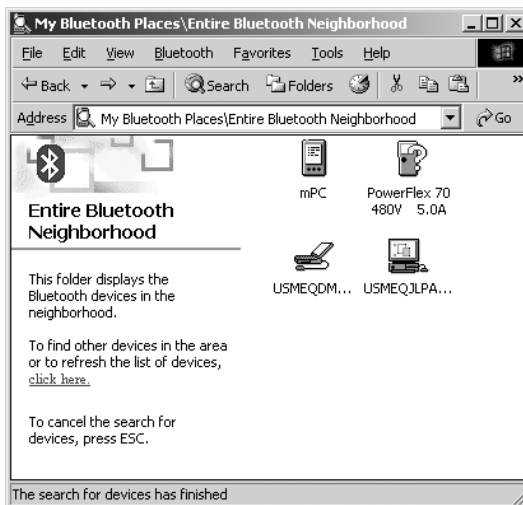 My Bluetooth Places\Entire Bluetooth Neighborhood
File Edit View Bluetooth Favorites Tools Help
Back Search Folders »
Address My Bluetooth Places\Entire Bluetooth Neighborhood Go
Entire Bluetooth
Neighborhood
This folder displays the
Bluetooth devices in the
neighborhood.
To find other devices in the area
or to refresh the list of devices,
click here.
To cancel the search for
devices, press ESC.
mPC
PowerFlex 70
480V 5.0A
USMEQDM...
USMEQJLPA...
The search for devices has finished